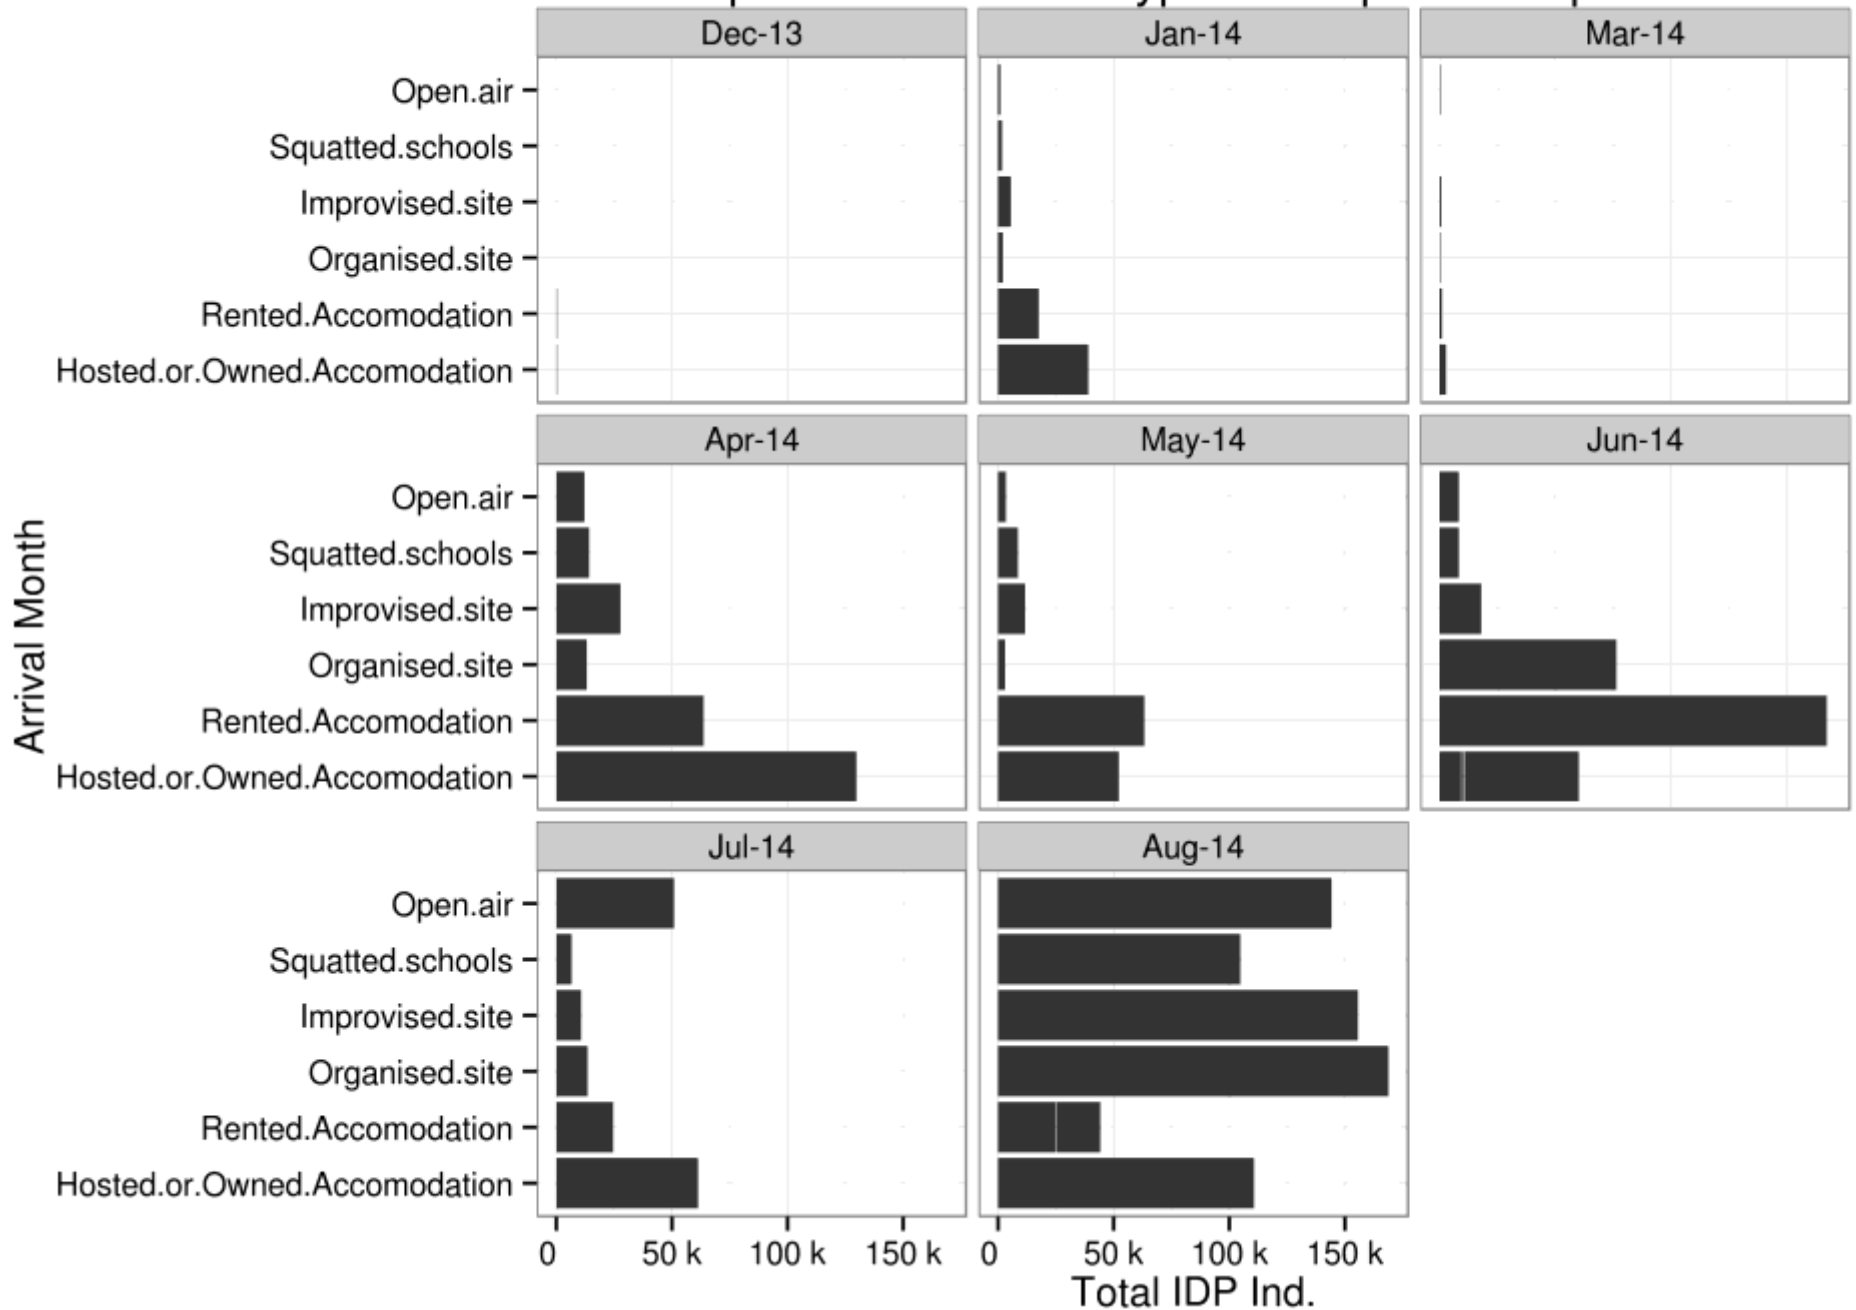 Dec-13 Jan-14 Mar-14
Open.air
Squatted.schools
Improvised.site
Organised.site
Rented.Accomodation
Hosted.or.Owned.Accomodation
Apr-14 May-14 Jun-14
Arrival Month
Open.air
Squatted.schools
Improvised.site
Organised.site
Rented.Accomodation
Hosted.or.Owned.Accomodation
Jul-14 Aug-14
Open.air
Squatted.schools
Improvised.site
Organised.site
Rented.Accomodation
Hosted.or.Owned.Accomodation
0 50 k 100 k 150 k 0 50 k 100 k 150 k
Total IDP Ind.